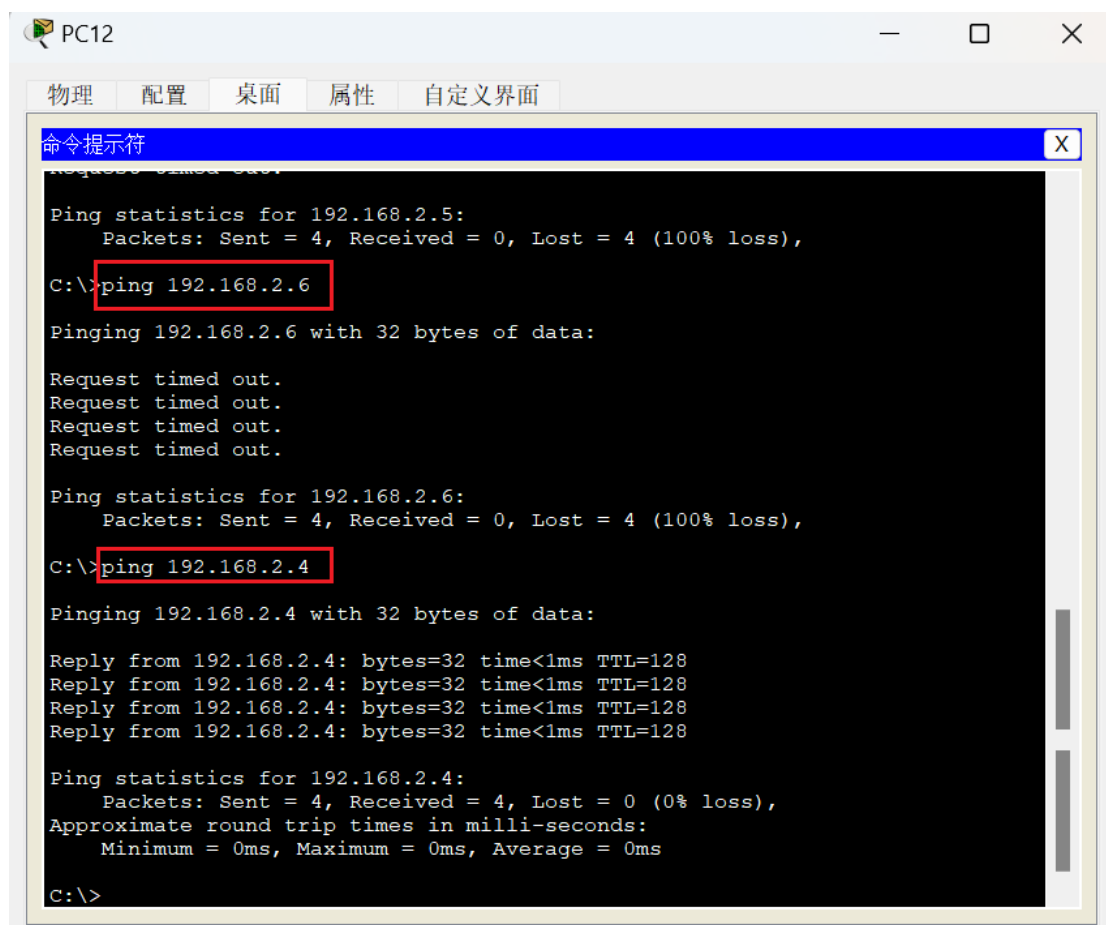 PC12
物理 配置 桌面 属性 自定义界面
命令提示符 X
Request timed out.
Ping statistics for 192.168.2.5:
Packets: Sent = 4, Received = 0, Lost = 4 (100% loss),
C:\>ping 192.168.2.6
Pinging 192.168.2.6 with 32 bytes of data:
Request timed out.
Request timed out.
Request timed out.
Request timed out.
Ping statistics for 192.168.2.6:
Packets: Sent = 4, Received = 0, Lost = 4 (100% loss),
C:\>ping 192.168.2.4
Pinging 192.168.2.4 with 32 bytes of data:
Reply from 192.168.2.4: bytes=32 time<1ms TTL=128
Reply from 192.168.2.4: bytes=32 time<1ms TTL=128
Reply from 192.168.2.4: bytes=32 time<1ms TTL=128
Reply from 192.168.2.4: bytes=32 time<1ms TTL=128
Ping statistics for 192.168.2.4:
Packets: Sent = 4, Received = 4, Lost = 0 (0% loss),
Approximate round trip times in milli-seconds:
Minimum = 0ms, Maximum = 0ms, Average = 0ms
C:\>